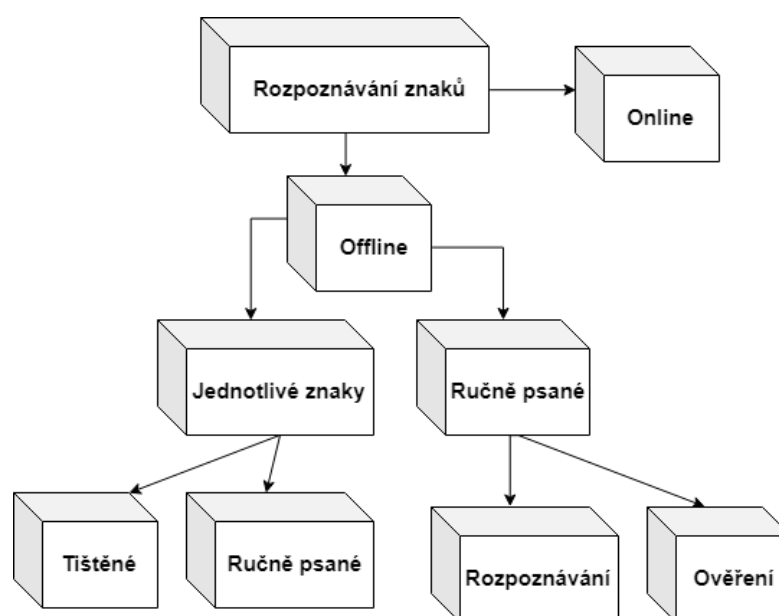 Rozpoznávání znaků
Online
Offline
Jednotlivé znaky
Ručně psané
Tištěné
Ručně psané
Rozpoznávání
Ověření